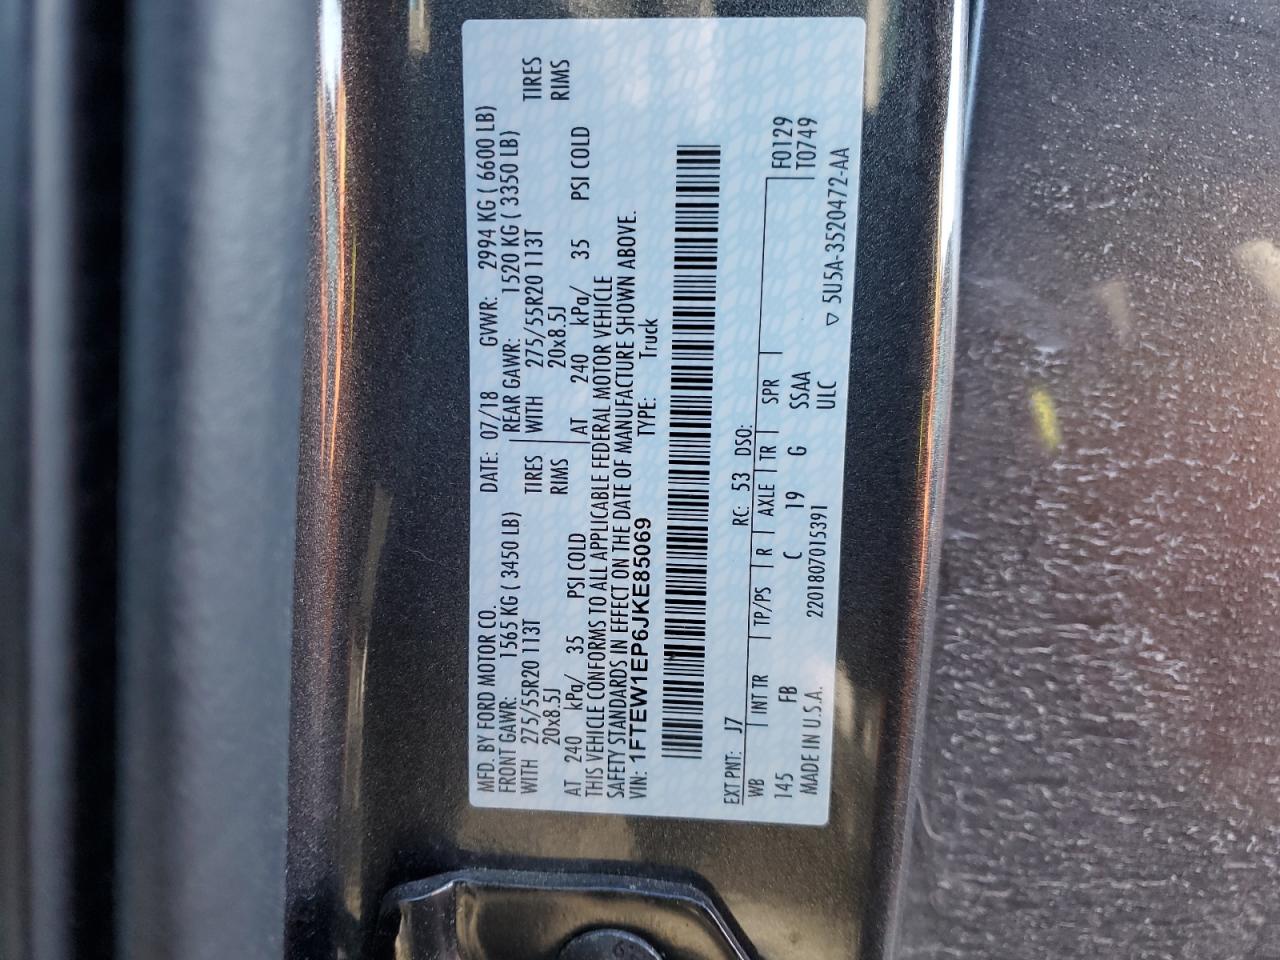 MFD. BY FORD MOTOR CO. DATE: 07/18 GVWR: 2994 KG ( 6600 LB)
FRONT GAWR: 1565 KG ( 3450 LB) REAR GAWR: 1520 KG ( 3350 LB)
WITH 275/55R20 113T TIRES WITH 275/55R20 113T TIRES
20x8.5J RIMS 20x8.5J RIMS
AT 240 kPa/ 35 PSI COLD AT 240 kPa/ 35 PSI COLD
THIS VEHICLE CONFORMS TO ALL APPLICABLE FEDERAL MOTOR VEHICLE
SAFETY STANDARDS IN EFFECT ON THE DATE OF MANUFACTURE SHOWN ABOVE.
VIN: 1FTEW1EP6JKE85069 TYPE: Truck
EXT PNT: J7 RC: 53 DSO:
WB INT TR TP/PS R AXLE TR SPR F0129
145 FB C 19 G SSAA T0749
MADE IN U.S.A. 2201807015391 ULC
▽ 5U5A-3520472-AA